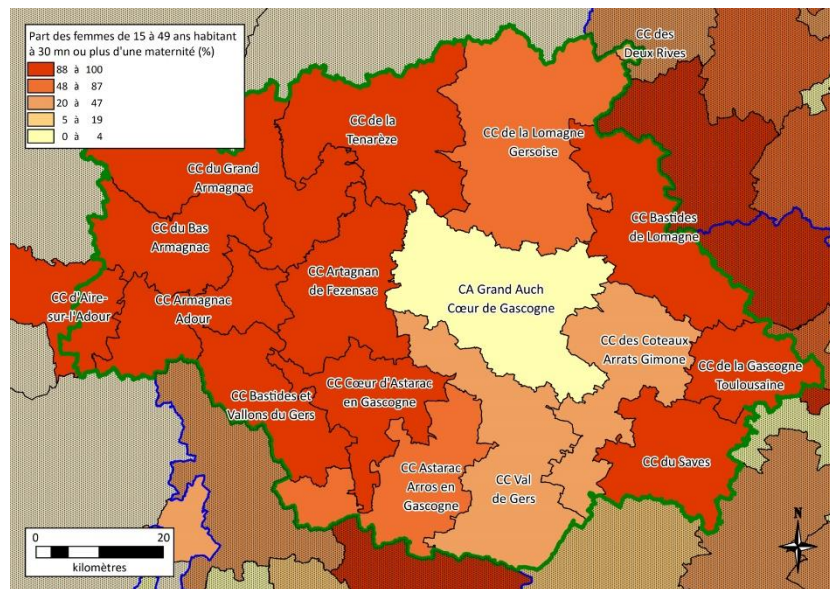 Part des femmes de 15 à 49 ans habitant
à 30 mn ou plus d'une maternité (%)
88 à 100
48 à 87
20 à 47
5 à 19
0 à 4
CC des
Deux Rives
CC de la
Tenarèze
CC de la Lomagne
Gersoise
CC du Grand
Armagnac
CC du Bas
Armagnac
CC Bastides
de Lomagne
CC Artagnan
de Fezensac
CA Grand Auch
Cœur de Gascogne
CC d'Aire-
sur-l'Adour
CC Armagnac
Adour
CC des Coteaux
Arrats Gimone
CC de la Gascogne
Toulousaine
CC Bastides et
Vallons du Gers
CC Cœur d'Astarac
en Gascogne
CC du Saves
CC Astarac
Arros en
Gascogne
CC Val
de Gers
N
0 20
kilomètres